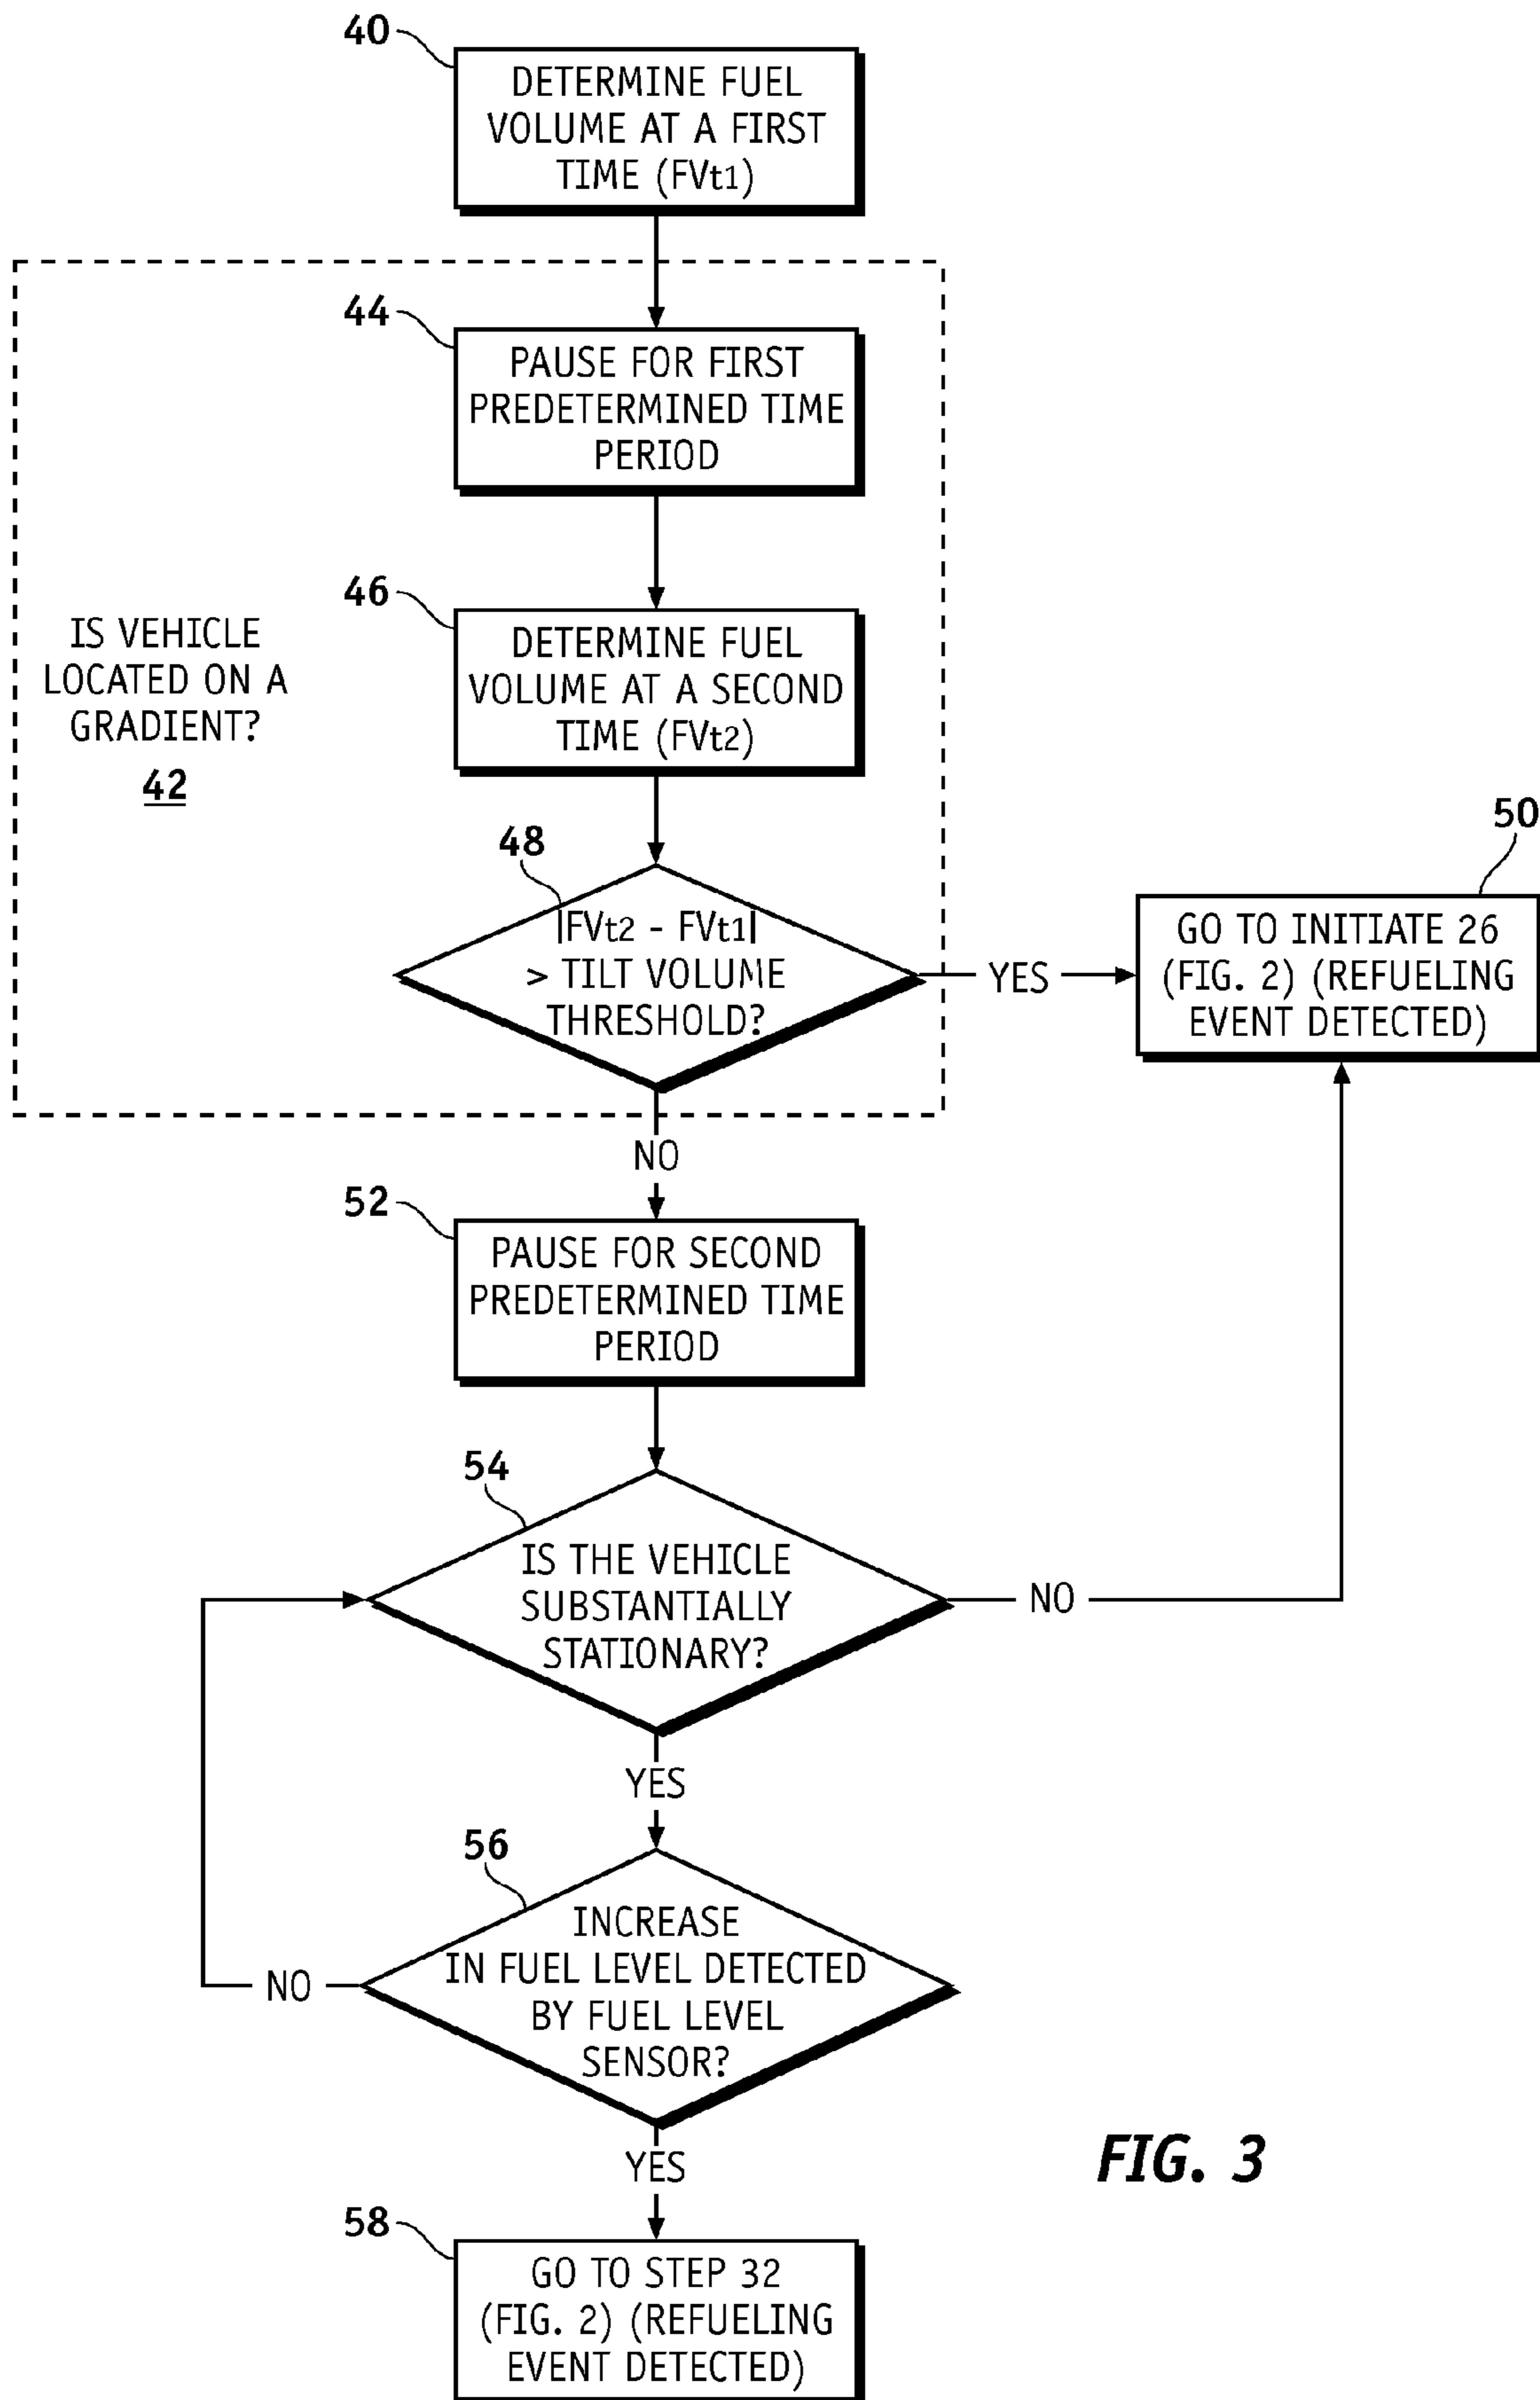 40
DETERMINE FUEL
VOLUME AT A FIRST
TIME (FVt1)
44
PAUSE FOR FIRST
PREDETERMINED TIME
PERIOD
46
DETERMINE FUEL
VOLUME AT A SECOND
TIME (FVt2)
IS VEHICLE
LOCATED ON A
GRADIENT?
42
48
|FVt2 - FVt1|
> TILT VOLUME
THRESHOLD?
YES
50
GO TO INITIATE 26
(FIG. 2) (REFUELING
EVENT DETECTED)
NO
52
PAUSE FOR SECOND
PREDETERMINED TIME
PERIOD
54
IS THE VEHICLE
SUBSTANTIALLY
STATIONARY?
NO
YES
56
INCREASE
IN FUEL LEVEL DETECTED
BY FUEL LEVEL
SENSOR?
NO
YES
58
GO TO STEP 32
(FIG. 2) (REFUELING
EVENT DETECTED)
FIG. 3